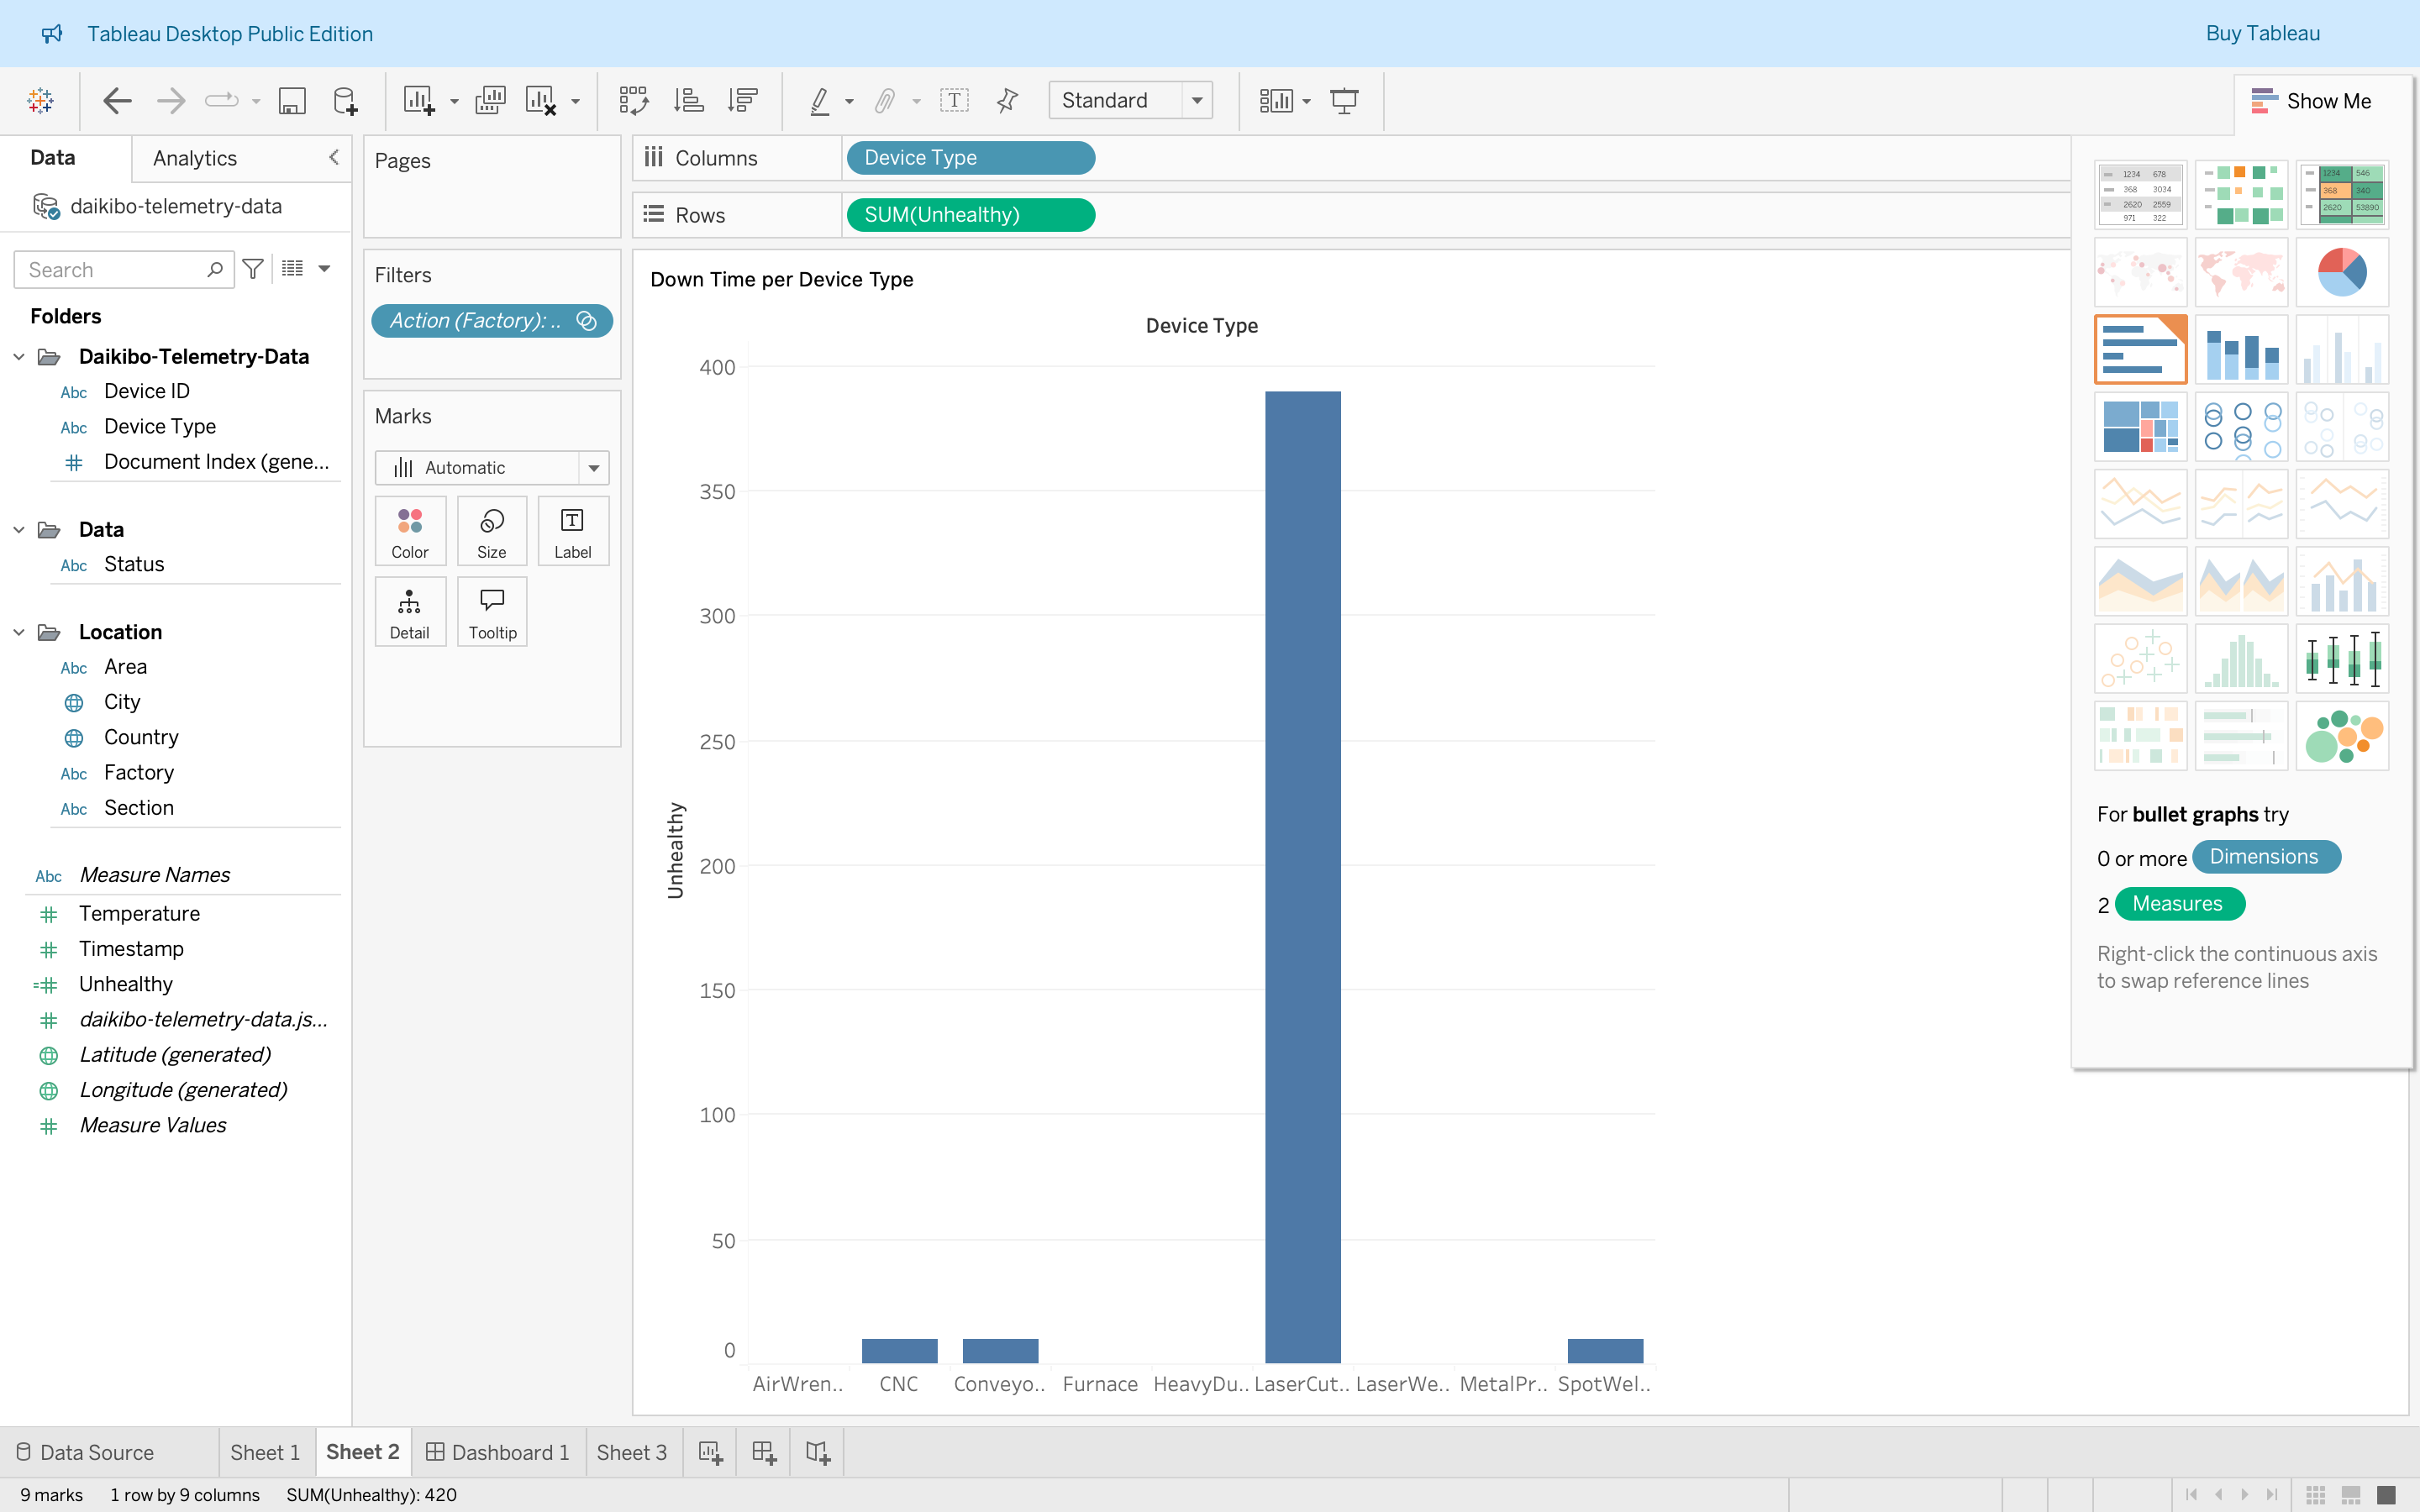 Tableau Desktop Public Edition
Buy Tableau
Standard
Show Me
Data
Analytics
daikibo-telemetry-data
Search
Folders
Daikibo-Telemetry-Data
Abc Device ID
Abc Device Type
Document Index (gene...
Data
Abc Status
Location
Abc Area
City
Country
Abc Factory
Abc Section
Abc Measure Names
Temperature
Timestamp
Unhealthy
daikibo-telemetry-data.js...
Latitude (generated)
Longitude (generated)
Measure Values
Pages
Filters
Action (Factory): ..
Marks
Automatic
Color
Size
Label
Detail
Tooltip
Columns
Device Type
Rows
SUM(Unhealthy)
Down Time per Device Type
Device Type
Unhealthy
400
350
300
250
200
150
100
50
0
AirWren.. CNC Conveyo.. Furnace HeavyDu.. LaserCut.. LaserWe.. MetalPr.. SpotWel..
1234 678
368 3034
2620 2559
971 322
1234 546
368 340
2620 53890
For bullet graphs try
0 or more Dimensions
2 Measures
Right-click the continuous axis
to swap reference lines
Data Source
Sheet 1
Sheet 2
Dashboard 1
Sheet 3
9 marks
1 row by 9 columns
SUM(Unhealthy): 420